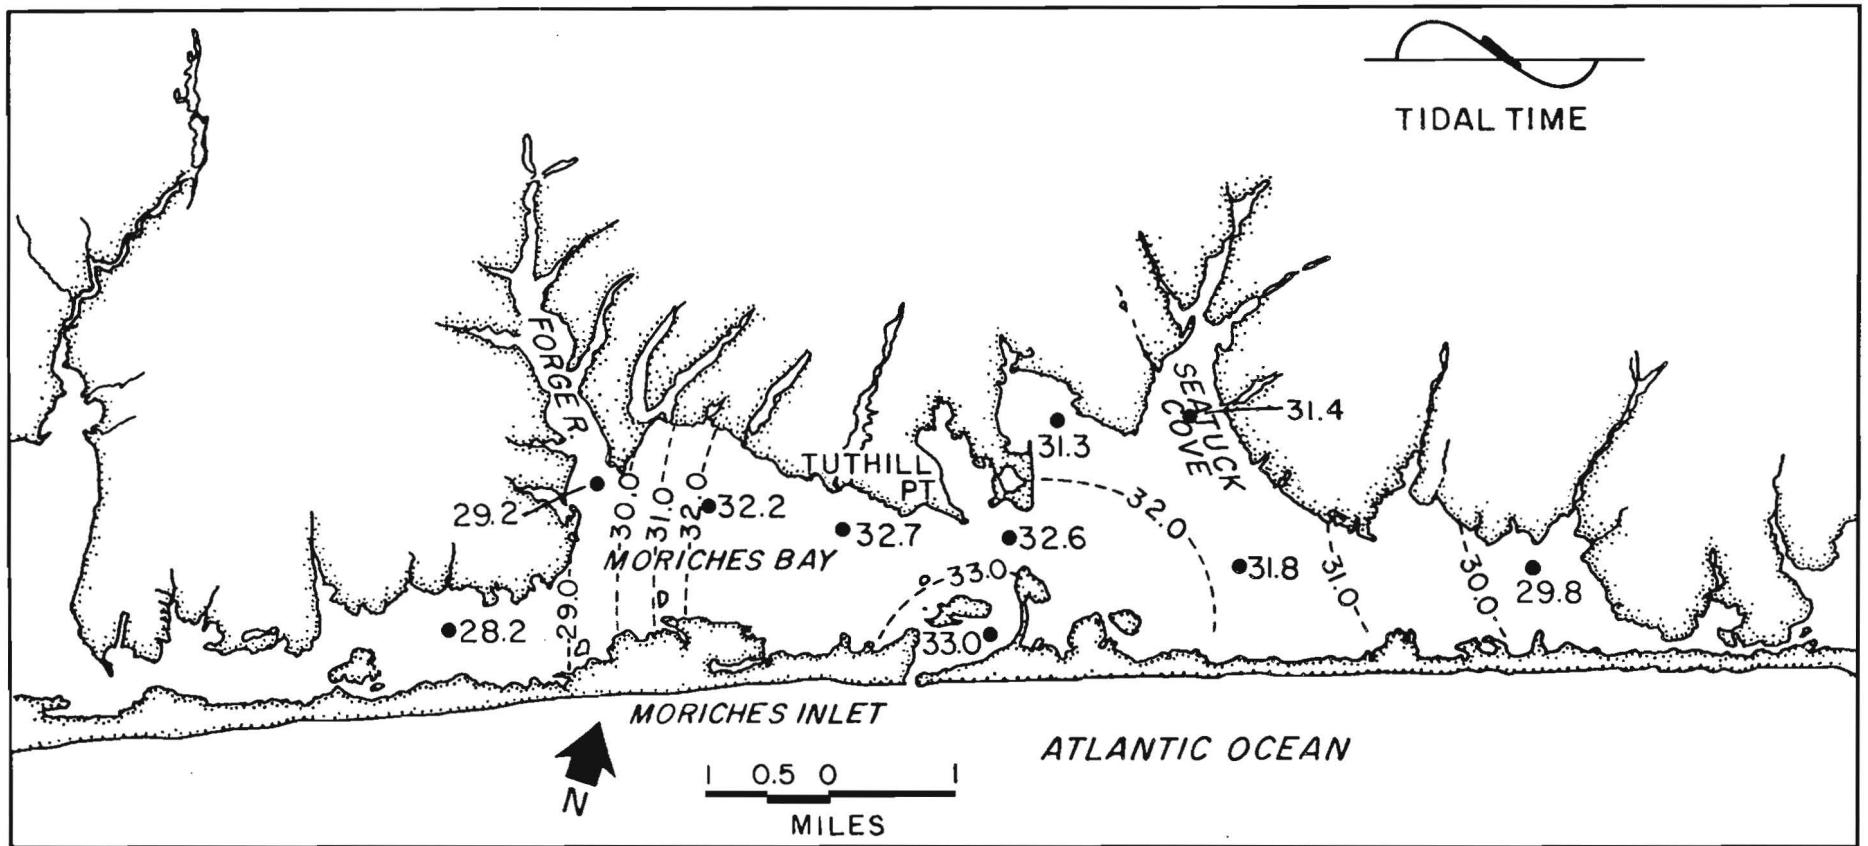 TIDAL TIME
FORGE R
SEATUCK
COVE
31.4
31.3
TUTHILL
PT
29.2
30.0
31.0
32.0
32.2
32.7
32.6
32.0
MORICHES BAY
33.0
31.8
31.0
30.0
29.8
29.0
28.2
33.0
MORICHES INLET
ATLANTIC OCEAN
N
1 0.5 0 1
MILES